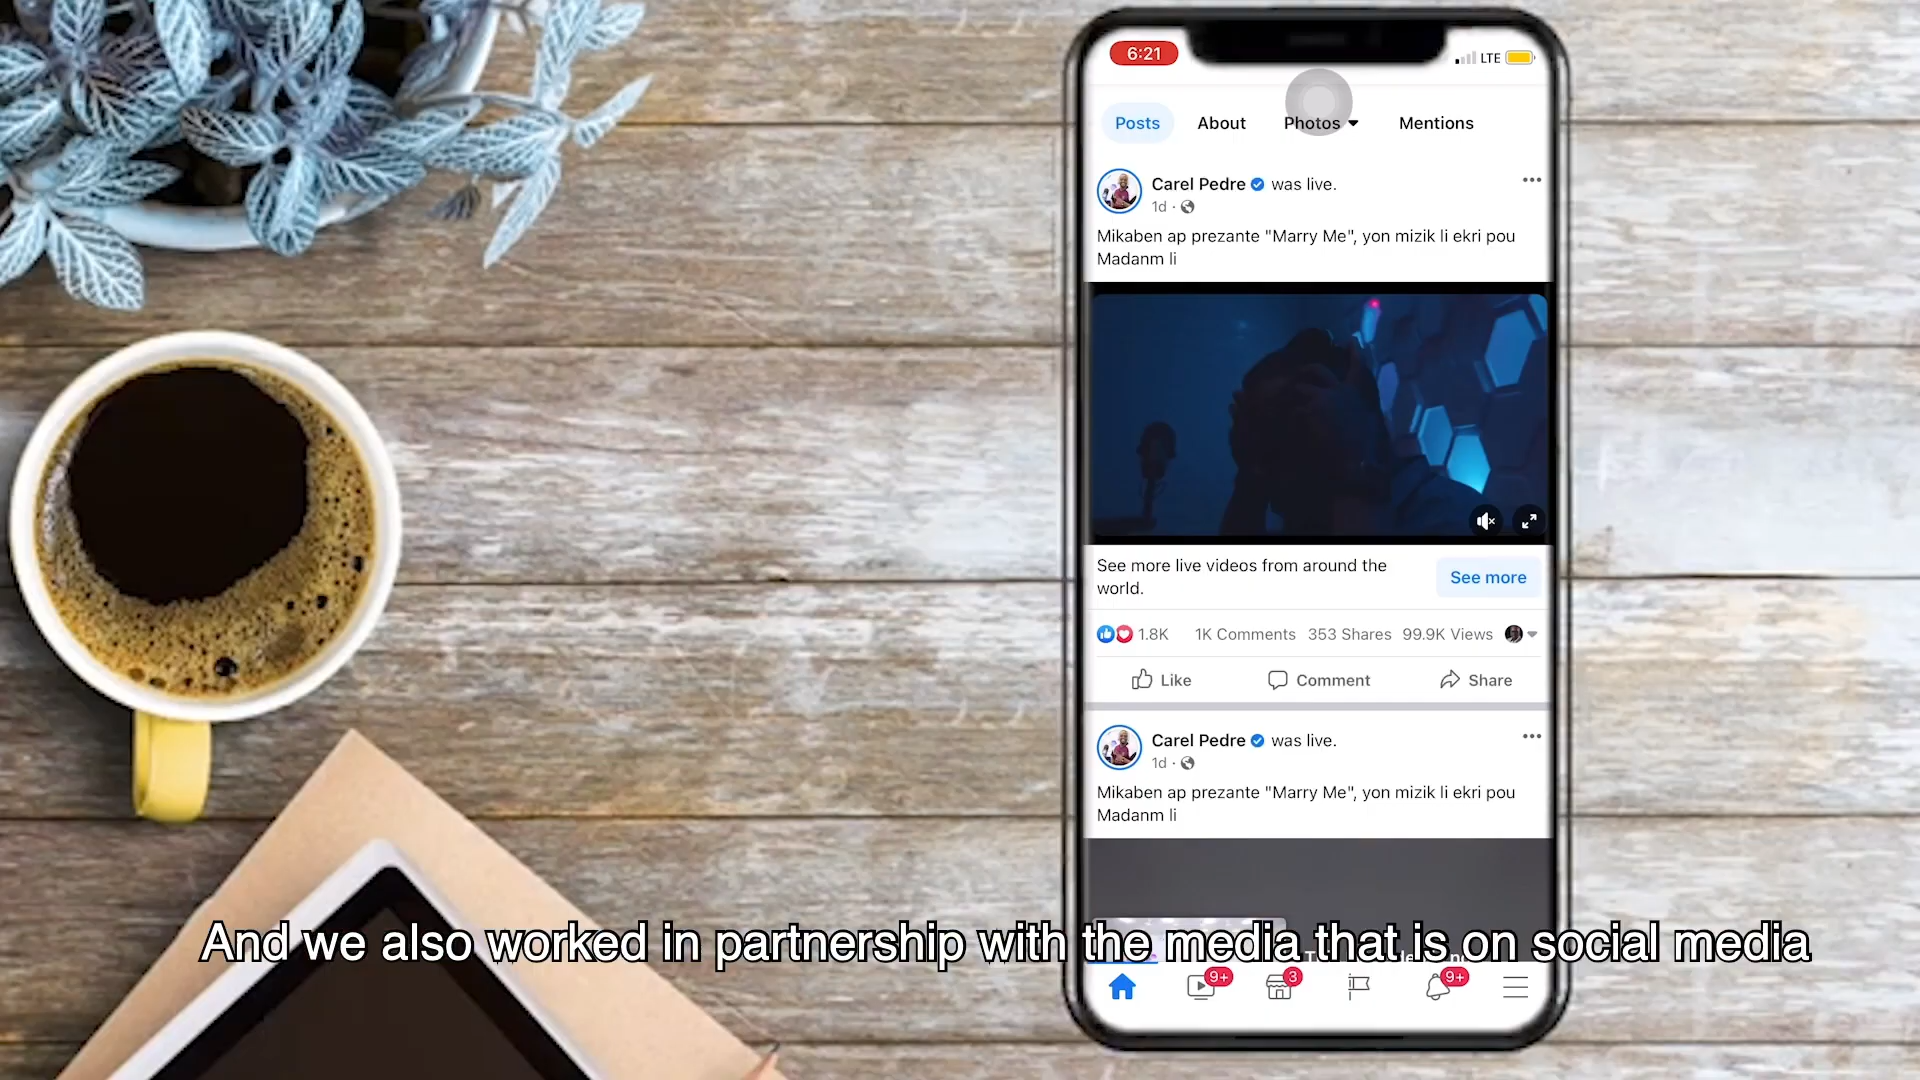 6:21
LTE
Posts
About
Photos
Mentions
Carel Pedre was live.
1d ·
Mikaben ap prezante "Marry Me", yon mizik li ekri pou
Madanm li
See more live videos from around the
world.
See more
1.8K
1K Comments
353 Shares
99.9K Views
Like
Comment
Share
Carel Pedre was live.
1d ·
Mikaben ap prezante "Marry Me", yon mizik li ekri pou
Madanm li
And we also worked in partnership with the media that is on social media
9+
3
9+